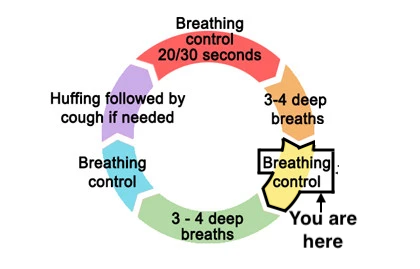 Breathing
control
20/30 seconds
3-4 deep
breaths
Breathing
control
You are
here
3 - 4 deep
breaths
Breathing
control
Huffing followed by
cough if needed